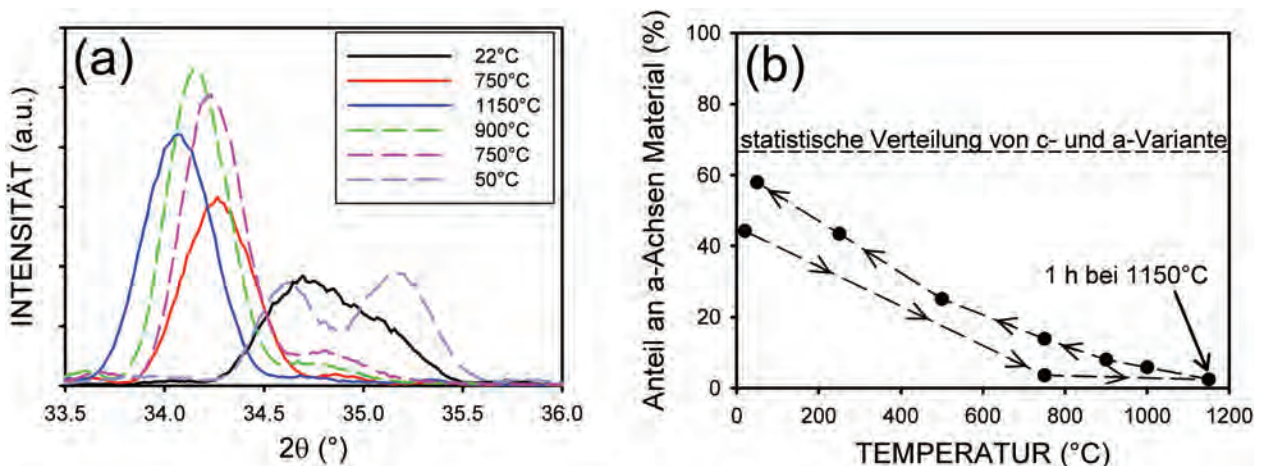 (a)
22°C
750°C
1150°C
900°C
750°C
50°C
INTENSITÄT (a.u.)
33.5 34.0 34.5 35.0 35.5 36.0
2θ (°)
(b)
100
80
60
40
20
0
Anteil an a-Achsen Material (%)
statistische Verteilung von c- und a-Variante
1 h bei 1150°C
0 200 400 600 800 1000 1200
TEMPERATUR (°C)